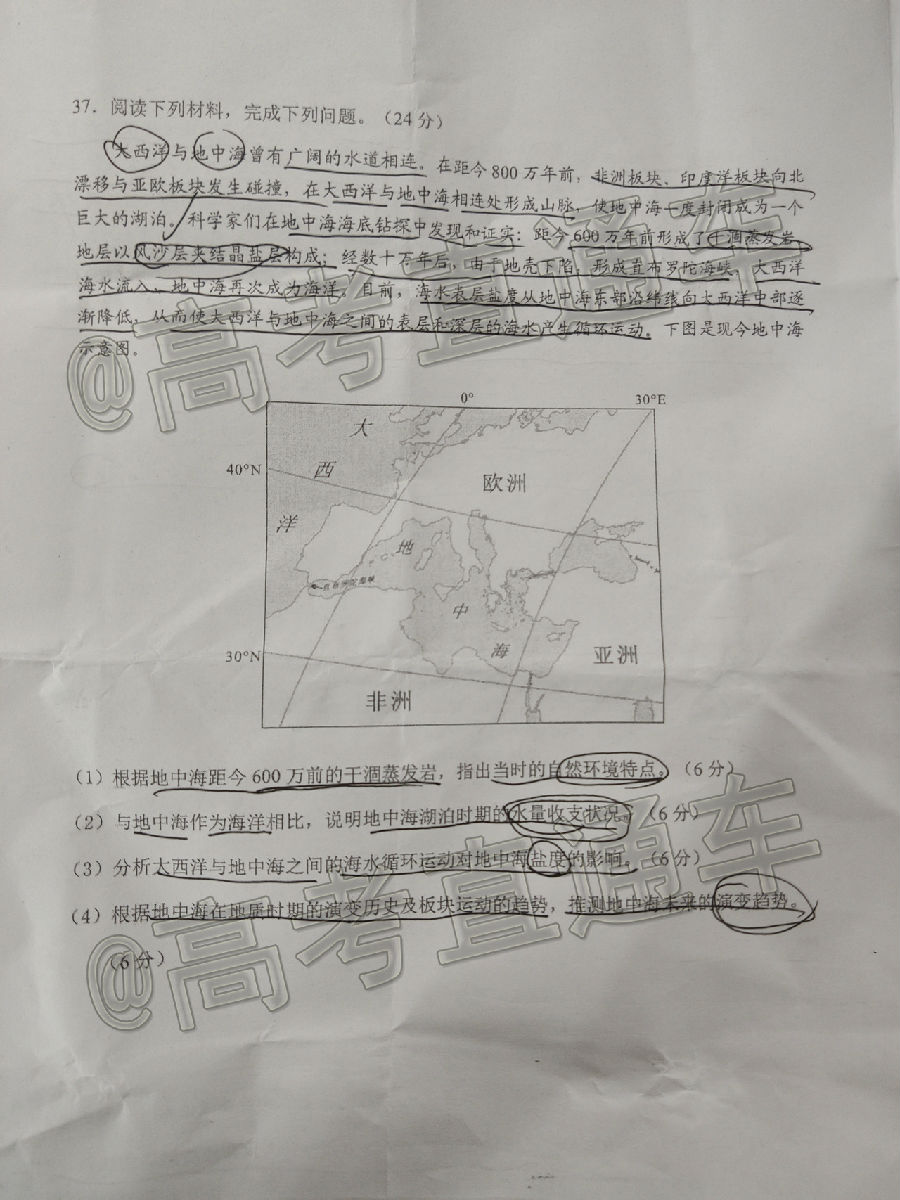 37．阅读下列材料，完成下列问题。（24分）
大西洋与地中海曾有广阔的水道相连。在距今800万年前，非洲板块、印度洋板块向北
漂移与亚欧板块发生碰撞，在大西洋与地中海相连处形成山脉，使地中海一度封闭成为一个
巨大的湖泊。科学家们在地中海海底钻探中发现和证实：距今600万年前形成了干涸蒸发岩，
地层以风沙层夹结晶盐层构成；经数十万年后，由于地壳下陷，形成直布罗陀海峡，大西洋
海水流入，地中海再次成为海洋。目前，海水表层盐度从地中海东部沿纬线向大西洋中部逐
渐降低，从而使大西洋与地中海之间的表层和深层的海水产生循环运动。下图是现今地中海
示意图。
0° 30°E
大
西
洋
40°N
欧洲
地
直布罗陀海峡
中
海
30°N
亚洲
非洲
（1）根据地中海距今600万前的干涸蒸发岩，指出当时的自然环境特点。（6分）
（2）与地中海作为海洋相比，说明地中海湖泊时期的水量收支状况。（6分）
（3）分析大西洋与地中海之间的海水循环运动对地中海盐度的影响。（6分）
（4）根据地中海在地质时期的演变历史及板块运动的趋势，推测地中海未来的演变趋势。
（6分）
@高考直通车
@高考直通车